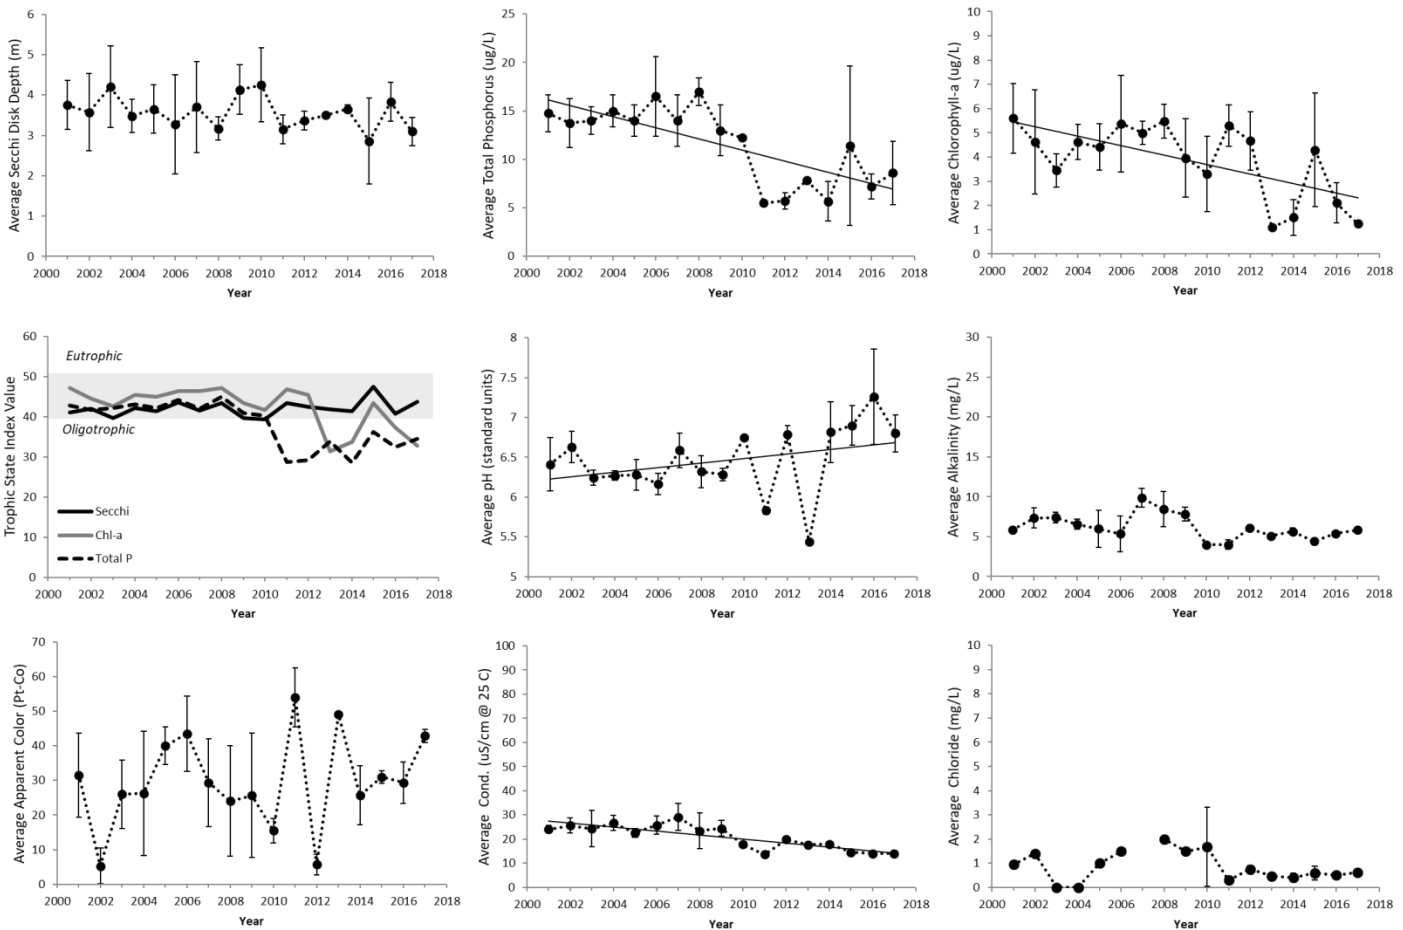 Average Secchi Disk Depth (m)
6
5
4
3
2
1
0
2000 2002 2004 2006 2008 2010 2012 2014 2016 2018
Year
Average Total Phosphorus (ug/L)
25
20
15
10
5
0
2000 2002 2004 2006 2008 2010 2012 2014 2016 2018
Year
Average Chlorophyll-a (ug/L)
10
9
8
7
6
5
4
3
2
1
0
2000 2002 2004 2006 2008 2010 2012 2014 2016 2018
Year
Trophic State Index Value
60
50
40
30
20
10
0
Eutrophic
Oligotrophic
Secchi
Chl-a
Total P
2000 2002 2004 2006 2008 2010 2012 2014 2016 2018
Year
Average pH (standard units)
8
7.5
7
6.5
6
5.5
5
2000 2002 2004 2006 2008 2010 2012 2014 2016 2018
Year
Average Alkalinity (mg/L)
30
25
20
15
10
5
0
2000 2002 2004 2006 2008 2010 2012 2014 2016 2018
Year
Average Apparent Color (Pt-Co)
70
60
50
40
30
20
10
0
2000 2002 2004 2006 2008 2010 2012 2014 2016 2018
Year
Average Cond. (uS/cm @ 25 C)
100
90
80
70
60
50
40
30
20
10
0
2000 2002 2004 2006 2008 2010 2012 2014 2016 2018
Year
Average Chloride (mg/L)
10
9
8
7
6
5
4
3
2
1
0
2000 2002 2004 2006 2008 2010 2012 2014 2016 2018
Year